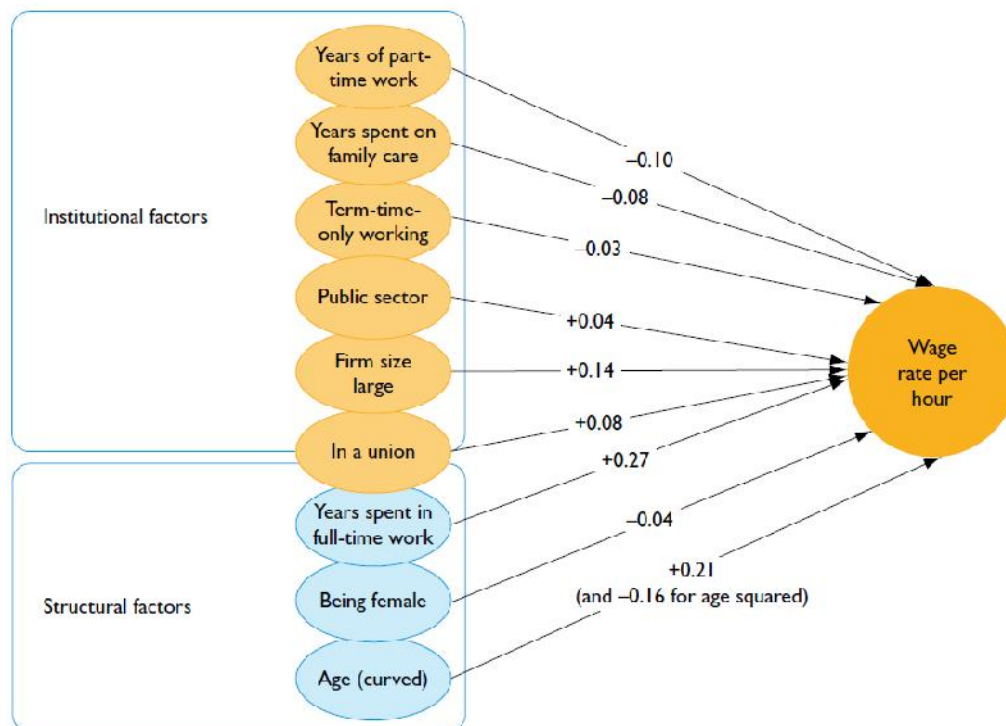 Years of part-
time work
Years spent on
family care
Institutional factors
Term-time-
only working
Public sector
Firm size
large
In a union
Years spent in
full-time work
Being female
Structural factors
Age (curved)
–0.10
–0.08
–0.03
+0.04
+0.14
+0.08
+0.27
–0.04
+0.21
(and –0.16 for age squared)
Wage
rate per
hour